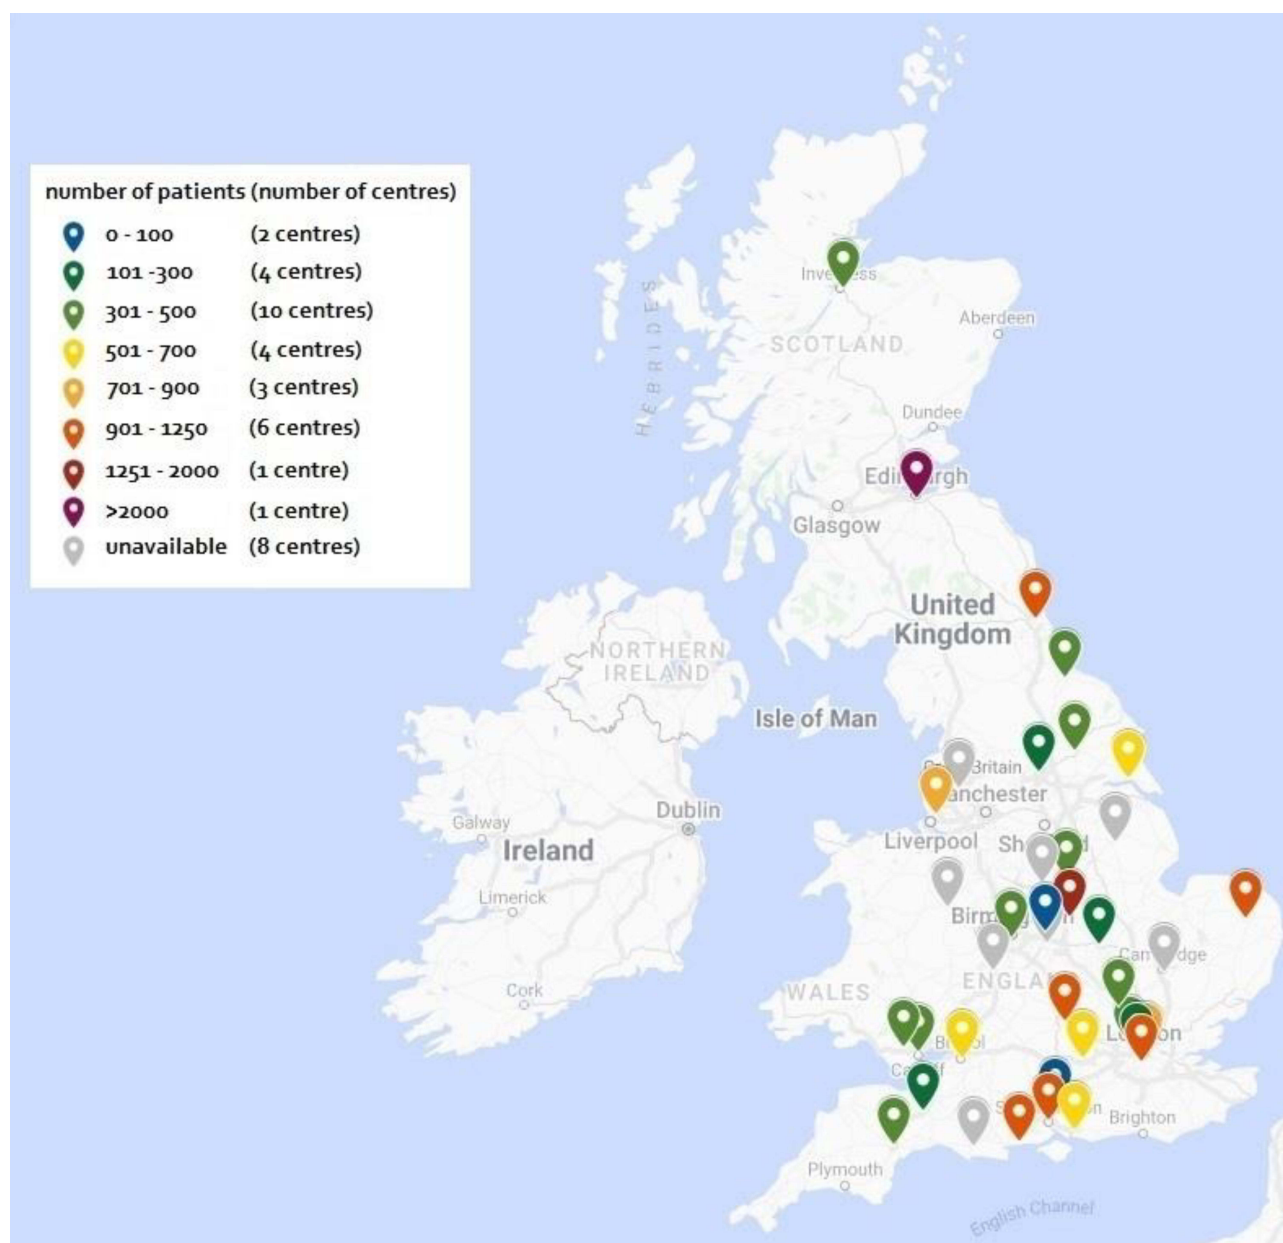 number of patients (number of centres)
0 - 100 (2 centres)
101 -300 (4 centres)
301 - 500 (10 centres)
501 - 700 (4 centres)
701 - 900 (3 centres)
901 - 1250 (6 centres)
1251 - 2000 (1 centre)
>2000 (1 centre)
unavailable (8 centres)
HEBRIDES
SCOTLAND
Aberdeen
Dundee
Glasgow
United
Kingdom
NORTHERN
IRELAND
Isle of Man
Britain
Dublin
Galway
Liverpool
Ireland
Limerick
Cork
WALES
Brighton
Plymouth
English Channel